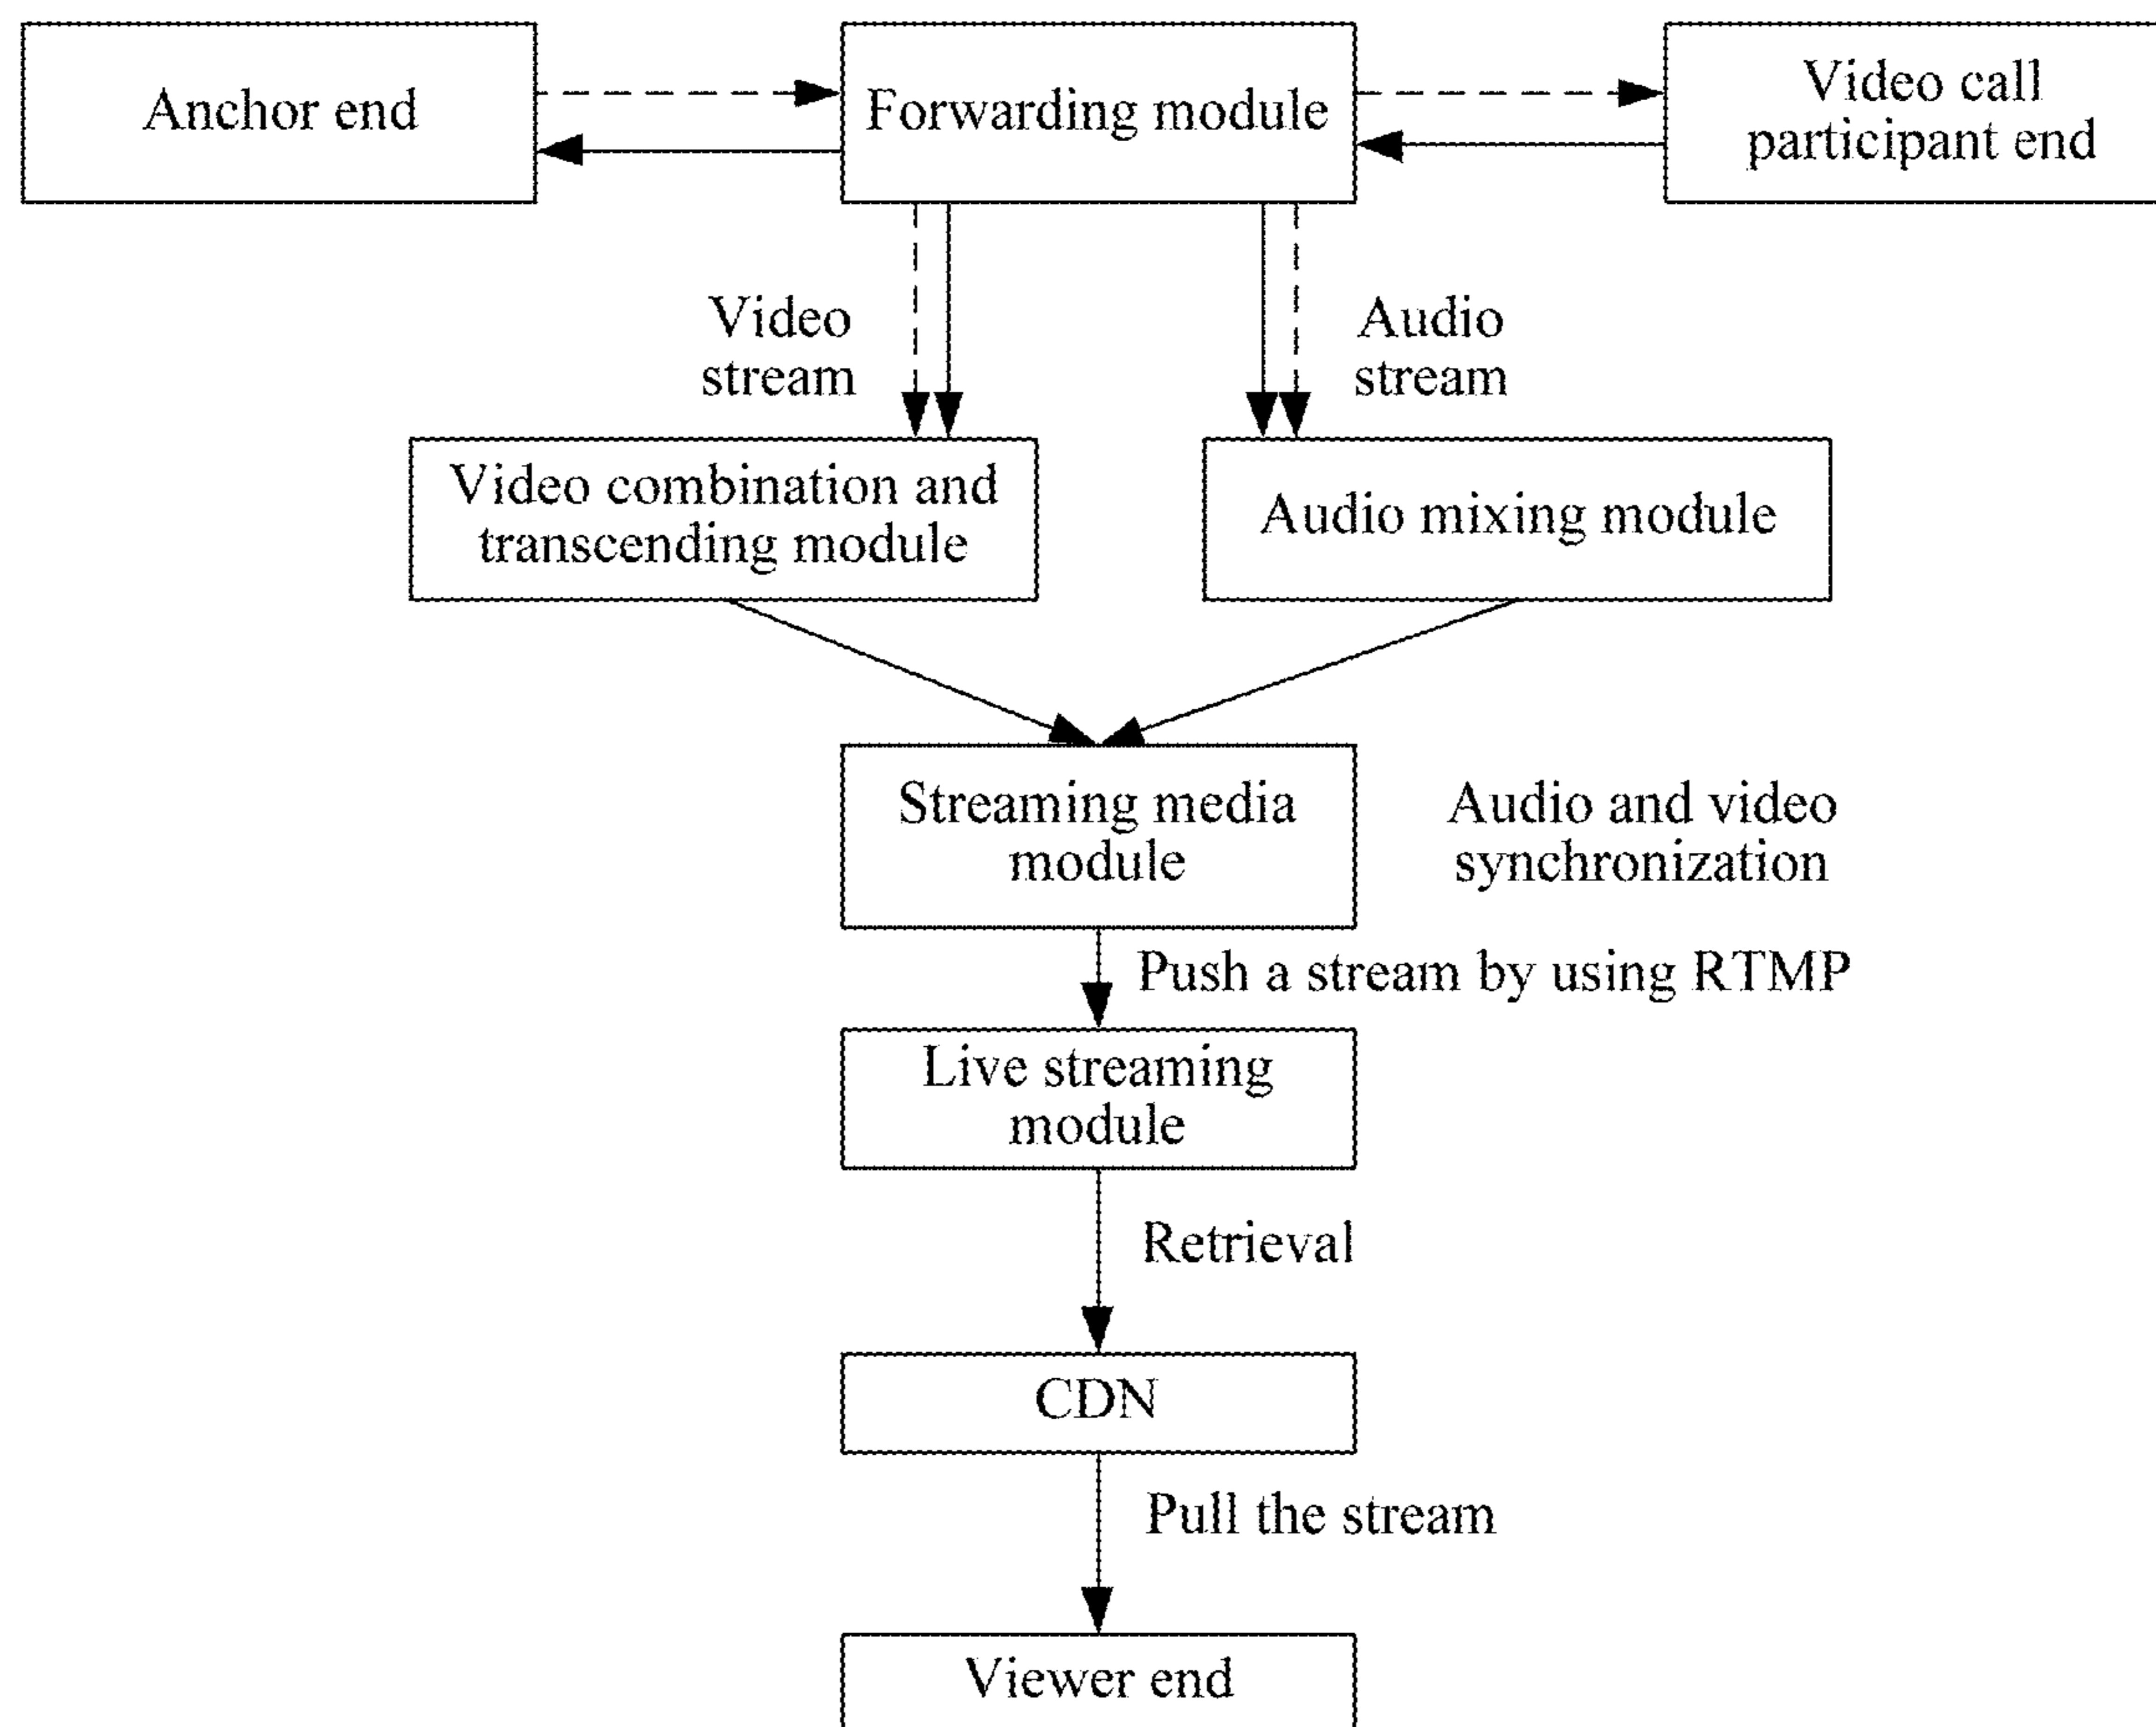 Anchor end
Forwarding module
Video call
participant end
Video
stream
Audio
stream
Video combination and
transcending module
Audio mixing module
Streaming media
module
Audio and video
synchronization
Push a stream by using RTMP
Live streaming
module
Retrieval
CDN
Pull the stream
Viewer end